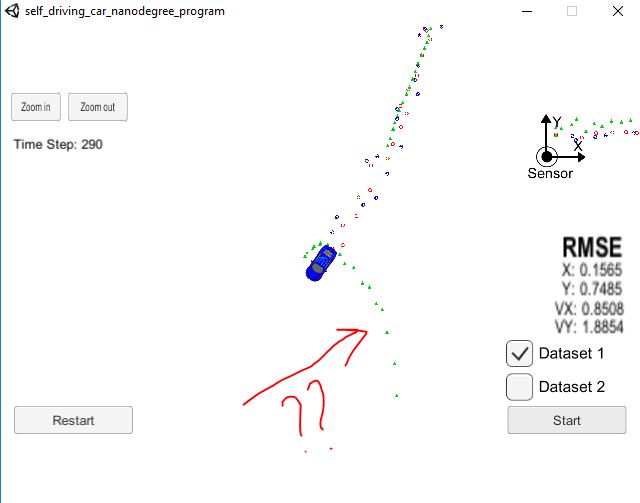 self_driving_car_nanodegree_program
Zoom in
Zoom out
Time Step: 290
Y
X
Sensor
RMSE
X: 0.1565
Y: 0.7485
VX: 0.8508
VY: 1.8854
Dataset 1
Dataset 2
??
Restart
Start